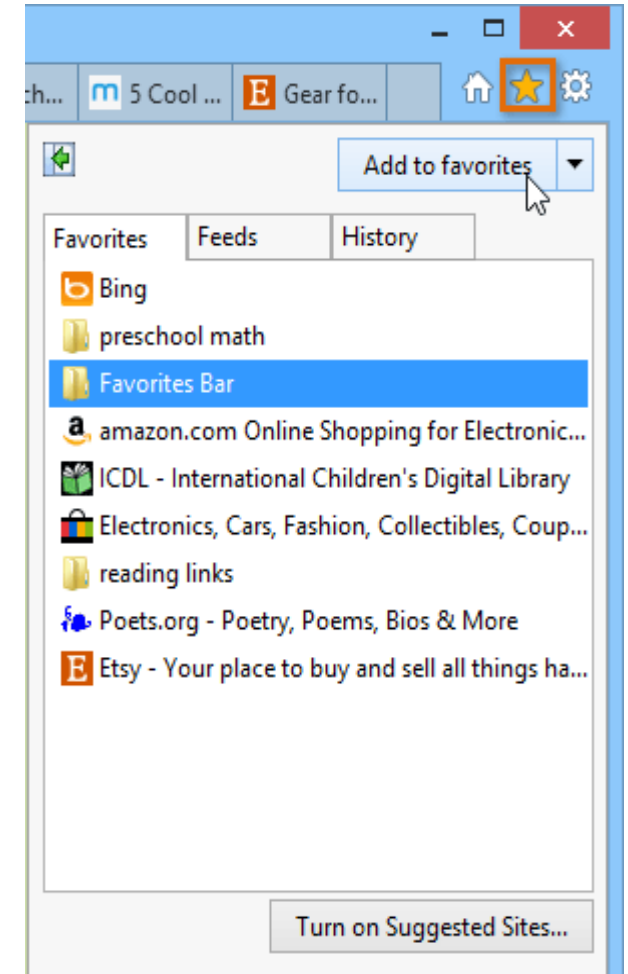 th... m 5 Cool ... E Gear fo...
Add to favorites
Favorites Feeds History
b Bing
preschool math
Favorites Bar
a amazon.com Online Shopping for Electronic...
ICDL - International Children's Digital Library
Electronics, Cars, Fashion, Collectibles, Coup...
reading links
Poets.org - Poetry, Poems, Bios & More
E Etsy - Your place to buy and sell all things ha...
Turn on Suggested Sites...